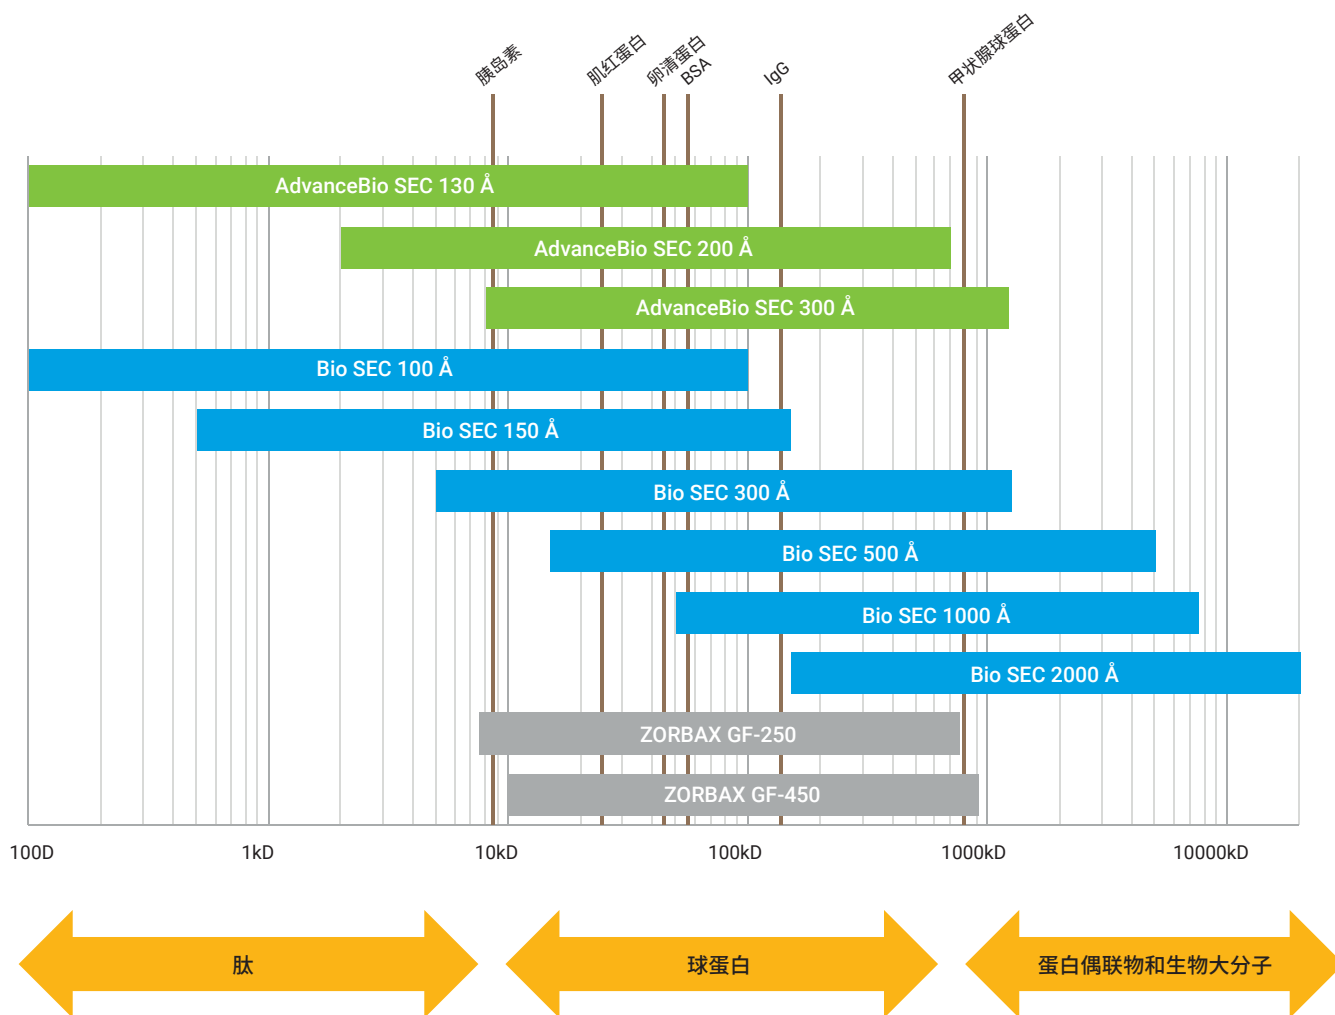 胰岛素
肌红蛋白
卵清蛋白
BSA
IgG
甲状腺球蛋白
AdvanceBio SEC 130 Å
AdvanceBio SEC 200 Å
AdvanceBio SEC 300 Å
Bio SEC 100 Å
Bio SEC 150 Å
Bio SEC 300 Å
Bio SEC 500 Å
Bio SEC 1000 Å
Bio SEC 2000 Å
ZORBAX GF-250
ZORBAX GF-450
100D 1kD 10kD 100kD 1000kD 10000kD
肽 球蛋白 蛋白偶联物和生物大分子